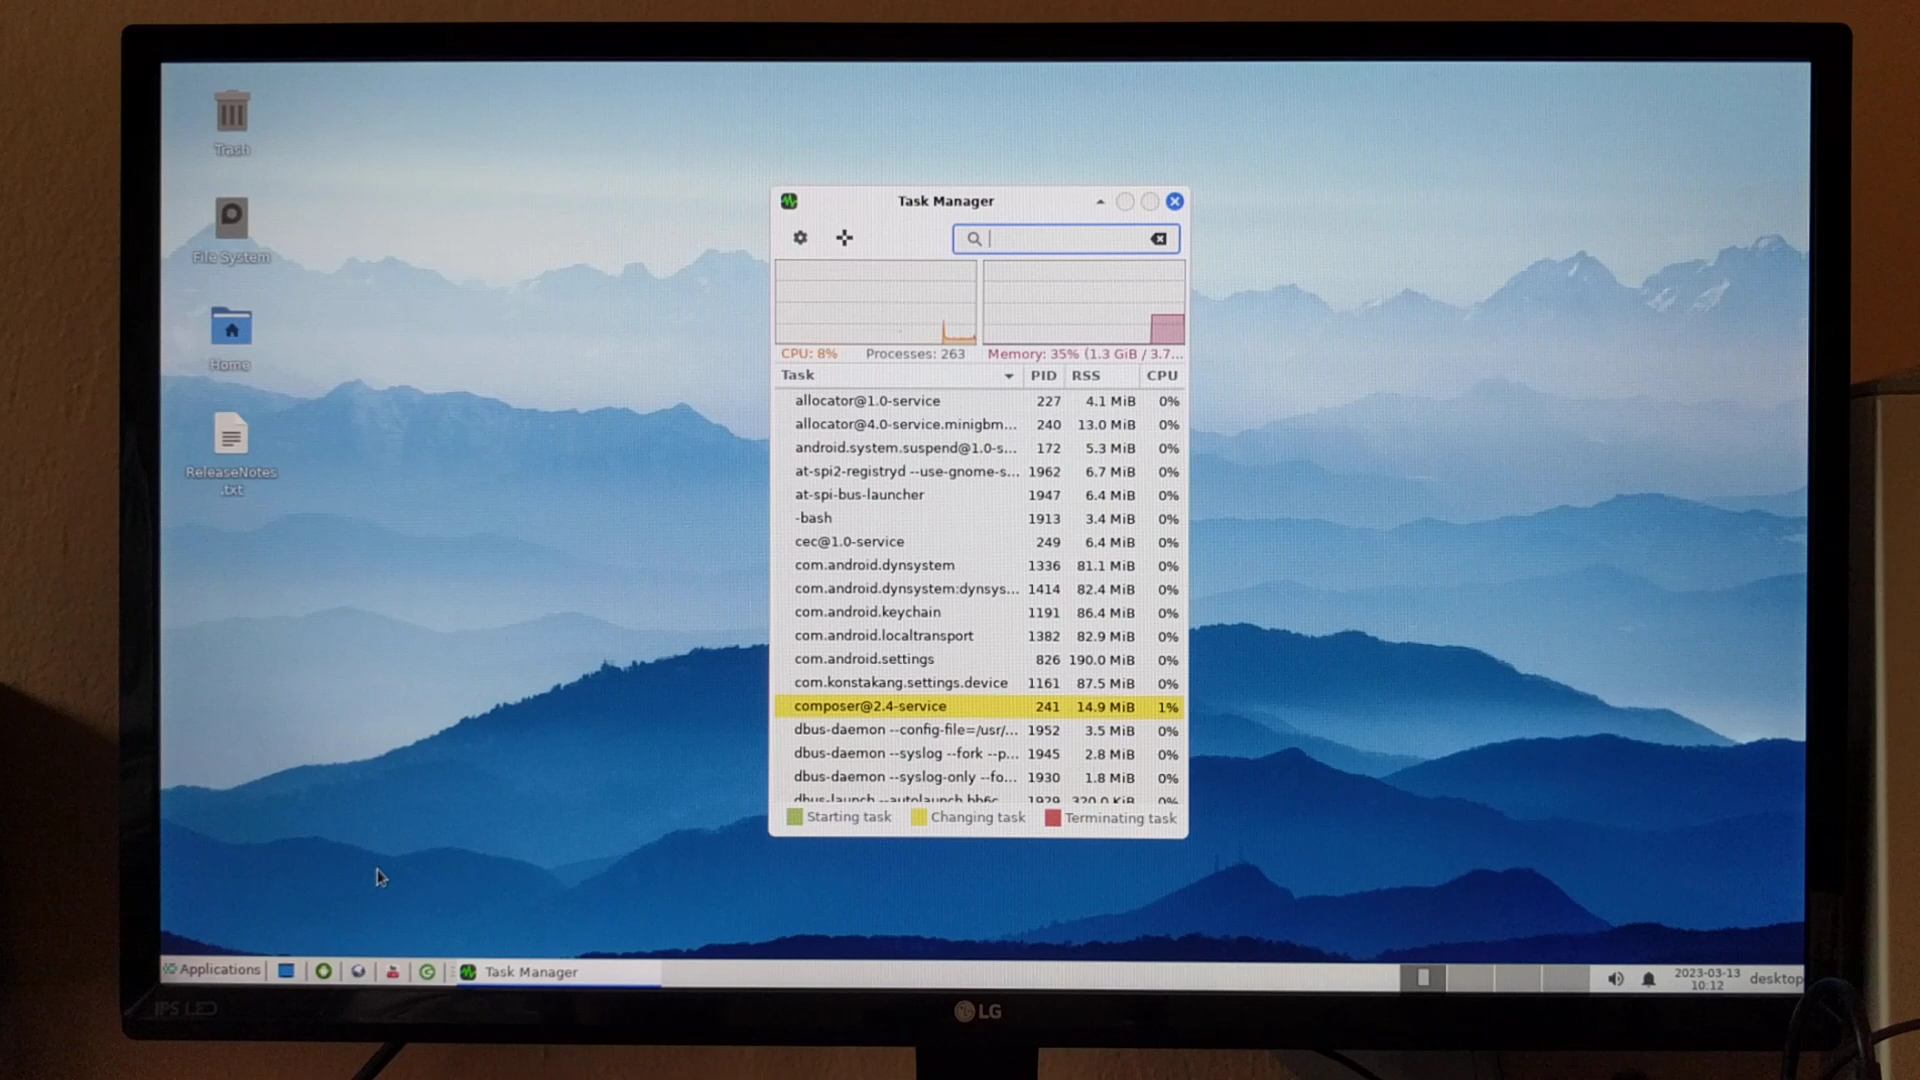 Trash
File System
Home
ReleaseNotes
.txt
Task Manager
CPU: 8% Processes: 263 Memory: 35% (1.3 GiB / 3.7...
Task PID RSS CPU
allocator@1.0-service 227 4.1 MiB 0%
allocator@4.0-service.minigbm... 240 13.0 MiB 0%
android.system.suspend@1.0-s... 172 5.3 MiB 0%
at-spi2-registryd --use-gnome-s... 1962 6.7 MiB 0%
at-spi-bus-launcher 1947 6.4 MiB 0%
-bash 1913 3.4 MiB 0%
cec@1.0-service 249 6.4 MiB 0%
com.android.dynsystem 1336 81.1 MiB 0%
com.android.dynsystem:dynsys... 1414 82.4 MiB 0%
com.android.keychain 1191 86.4 MiB 0%
com.android.localtransport 1382 82.9 MiB 0%
com.android.settings 826 190.0 MiB 0%
com.konstakang.settings.device 1161 87.5 MiB 0%
composer@2.4-service 241 14.9 MiB 1%
dbus-daemon --config-file=/usr/... 1952 3.5 MiB 0%
dbus-daemon --syslog --fork --p... 1945 2.8 MiB 0%
dbus-daemon --syslog-only --fo... 1930 1.8 MiB 0%
dbus-launch --autolaunch 1929 320.0 KiB 0%
Starting task Changing task Terminating task
Applications Task Manager 2023-03-13 desktop
10:12
IPS LED
LG